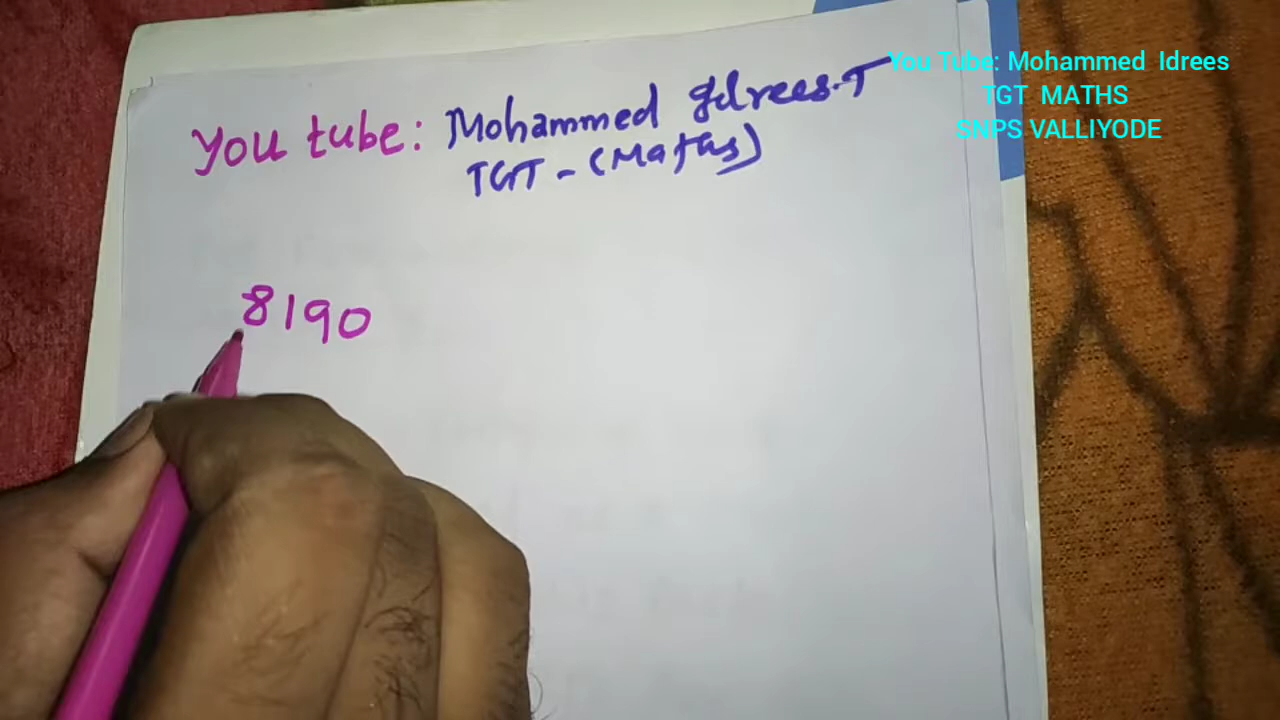 You tube: Mohammed Idrees.T
TGT - (Maths)
You Tube: Mohammed Idrees
TGT MATHS
SNPS VALLIYODE
8190